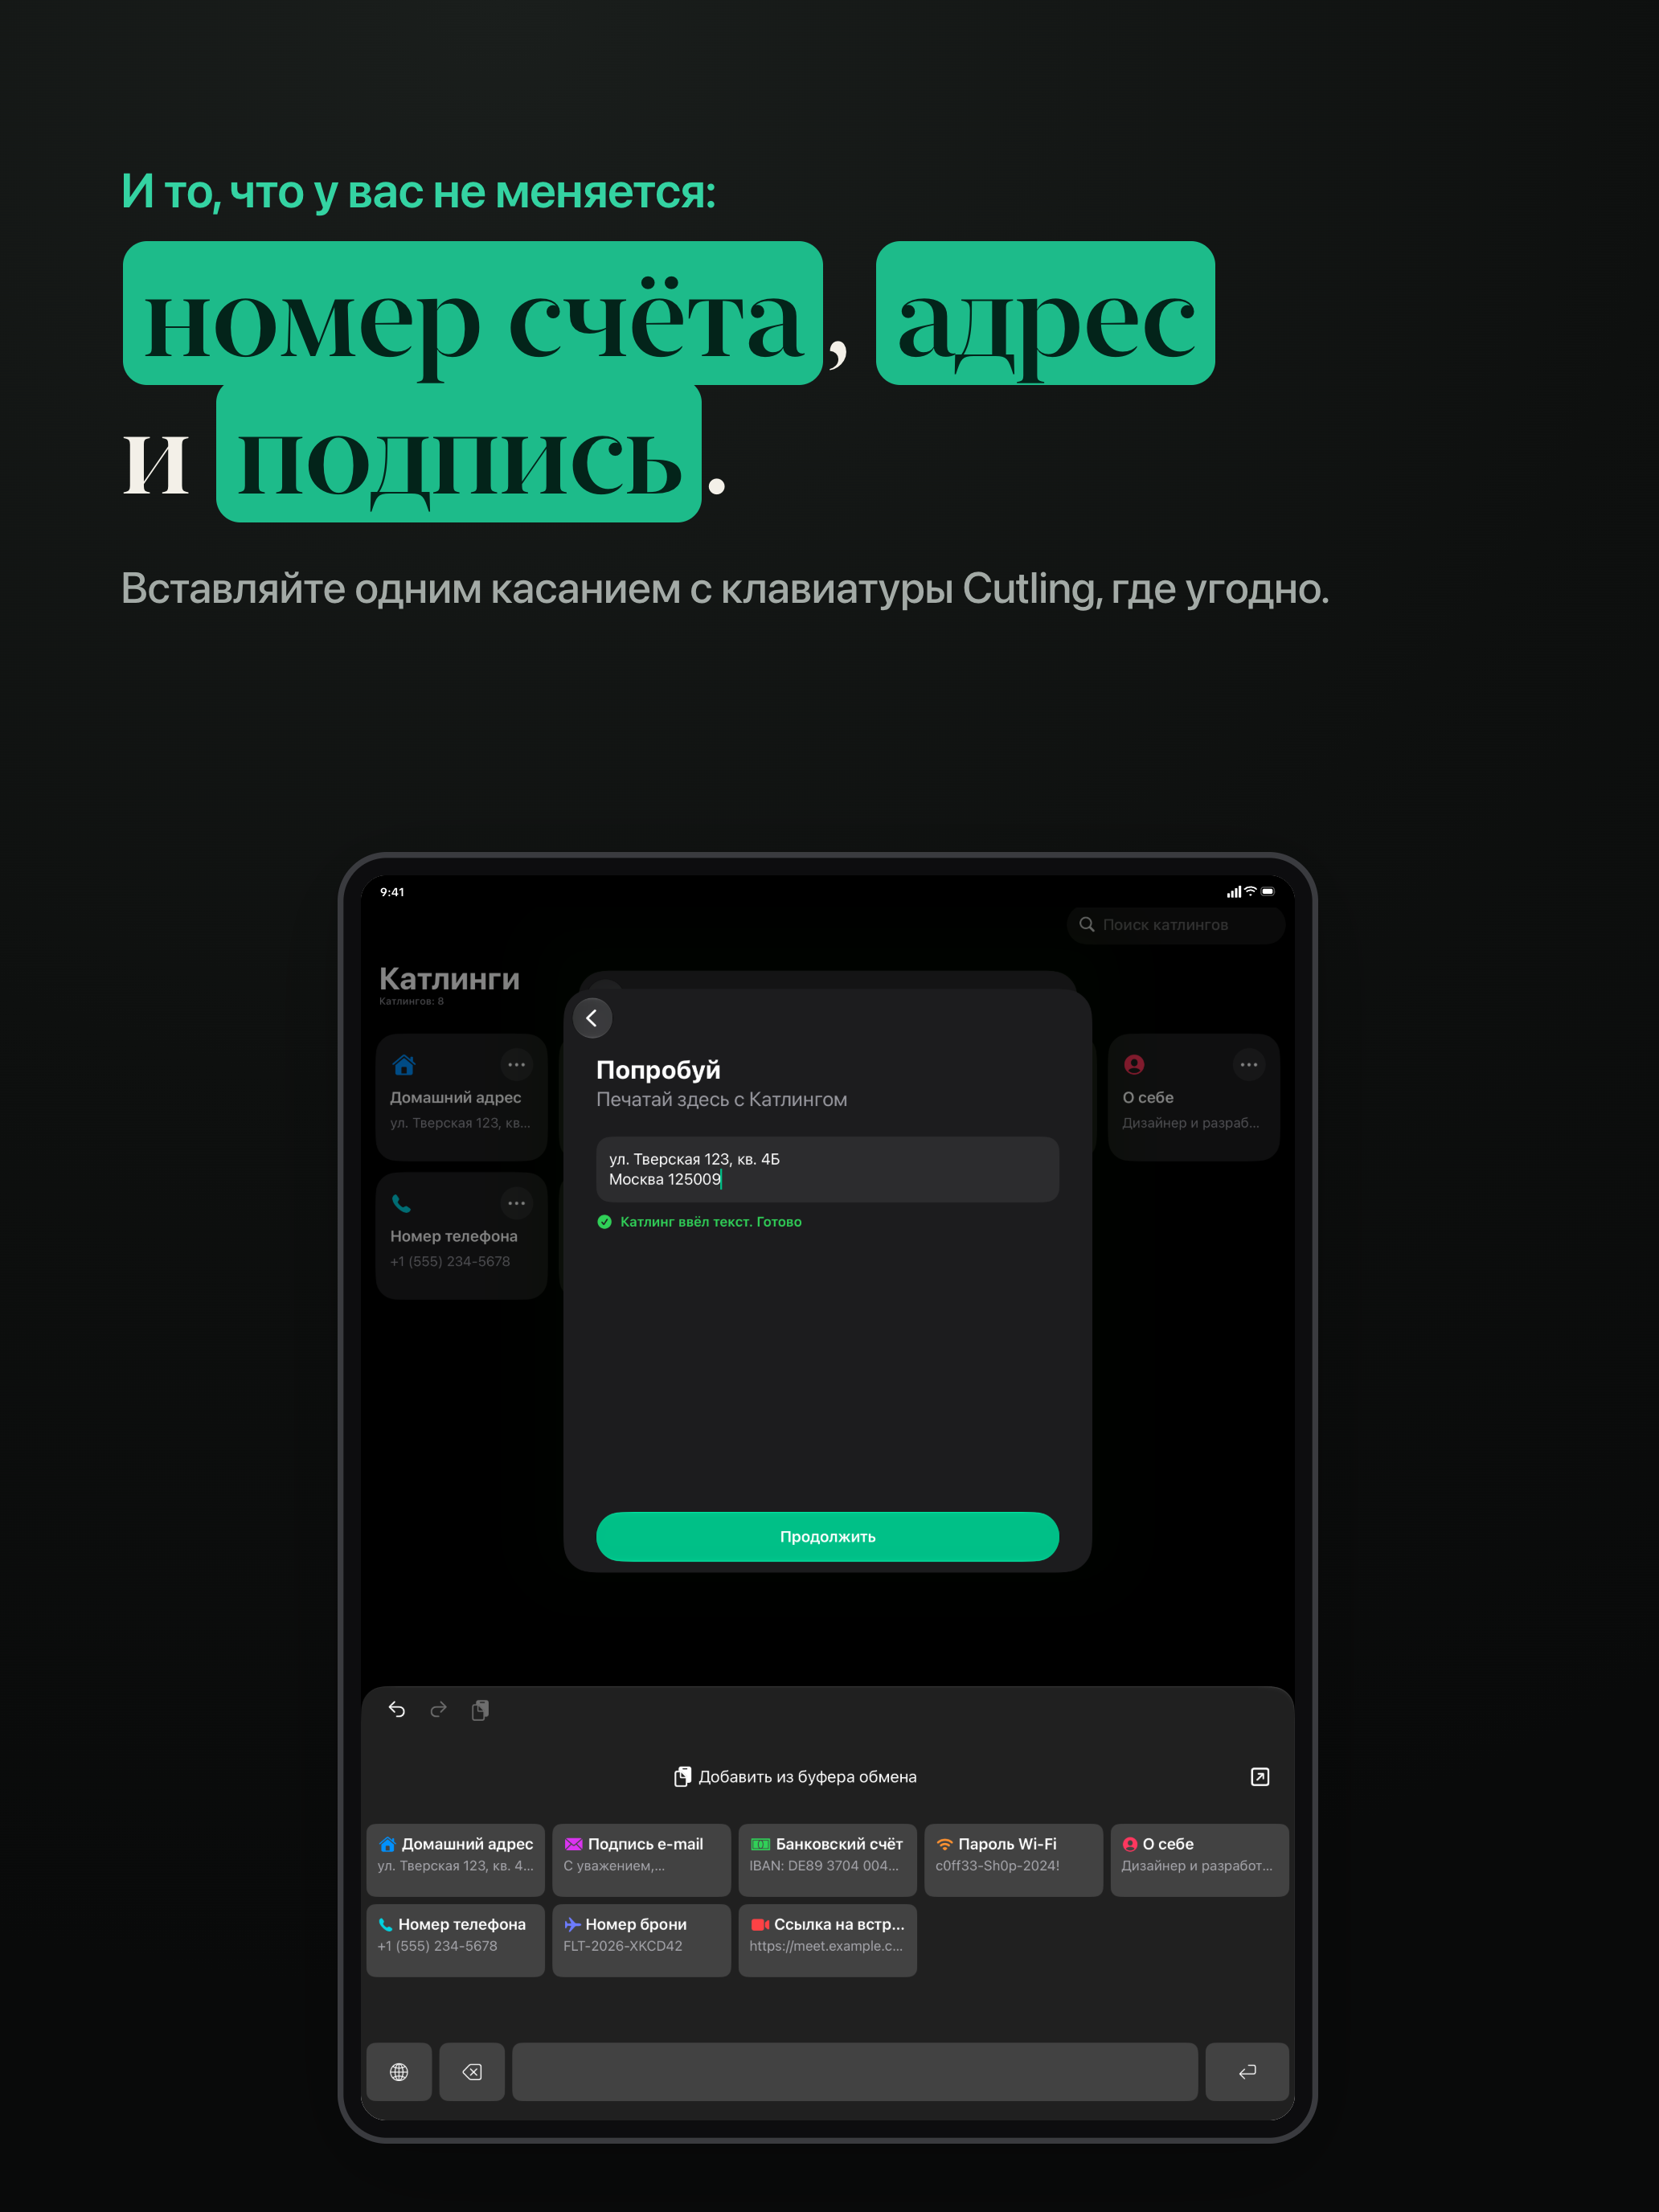 И то, что у вас не меняется:
номер счёта, адрес
и подпись.
Вставляйте одним касанием с клавиатуры Cutling, где угодно.
9:41
Поиск катлингов
Катлинги
Катлингов: 8
Домашний адрес
ул. Тверская 123, кв...
О себе
Дизайнер и разраб...
Номер телефона
+1 (555) 234-5678
Попробуй
Печатай здесь с Катлингом
ул. Тверская 123, кв. 4Б
Москва 125009
Катлинг ввёл текст. Готово
Продолжить
Добавить из буфера обмена
Домашний адрес
ул. Тверская 123, кв. 4...
Подпись e-mail
С уважением,...
Банковский счёт
IBAN: DE89 3704 004...
Пароль Wi-Fi
c0ff33-Sh0p-2024!
О себе
Дизайнер и разработ...
Номер телефона
+1 (555) 234-5678
Номер брони
FLT-2026-XKCD42
Ссылка на встр...
https://meet.example.c...